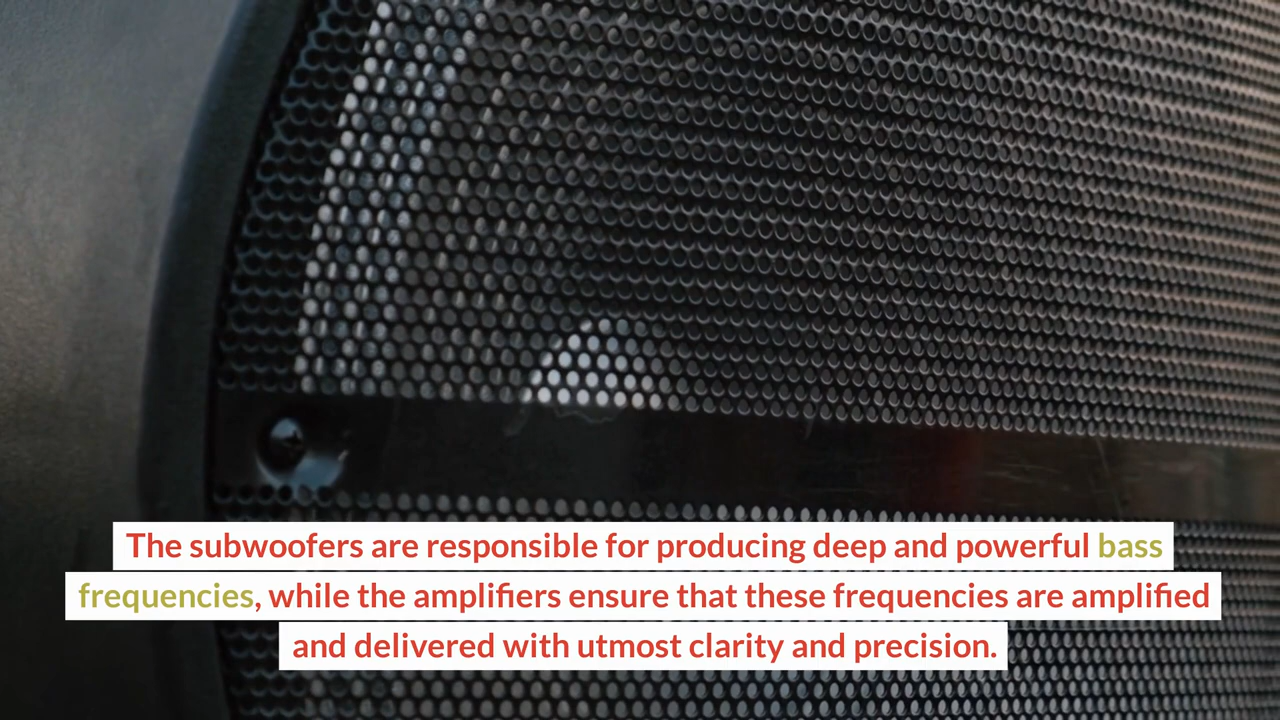 The subwoofers are responsible for producing deep and powerful bass
frequencies, while the amplifiers ensure that these frequencies are amplified
and delivered with utmost clarity and precision.